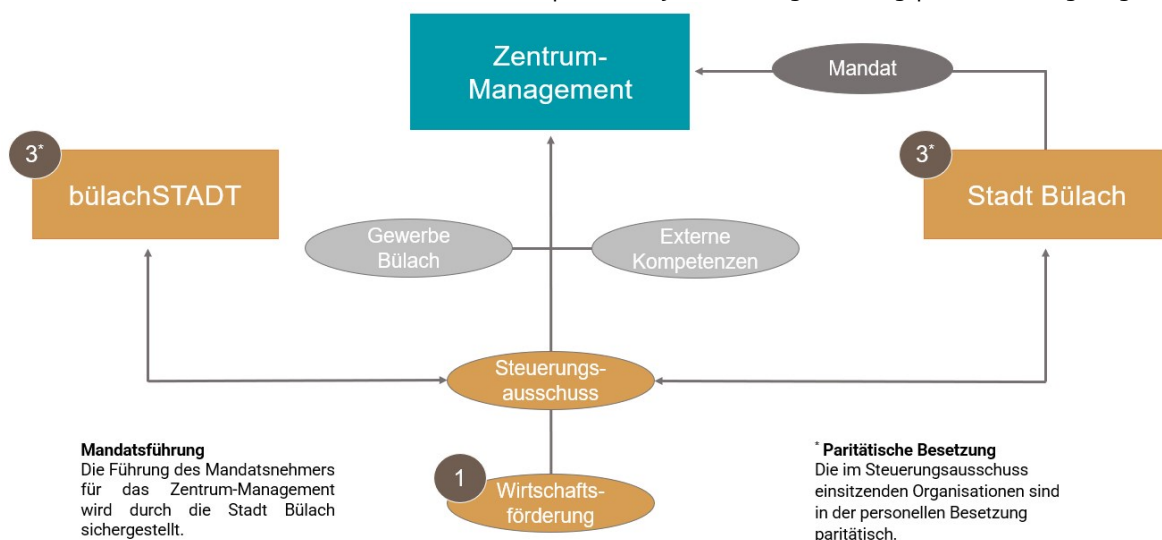 Zentrum-
Management
Mandat
3*
bülachSTADT
3*
Stadt Bülach
Gewerbe
Bülach
Externe
Kompetenzen
Steuerungs-
ausschuss
Mandatsführung
Die Führung des Mandatsnehmers
für das Zentrum-Management
wird durch die Stadt Bülach
sichergestellt.
1
Wirtschafts-
förderung
* Paritätische Besetzung
Die im Steuerungsausschuss
einsitzenden Organisationen sind
in der personellen Besetzung
paritätisch.